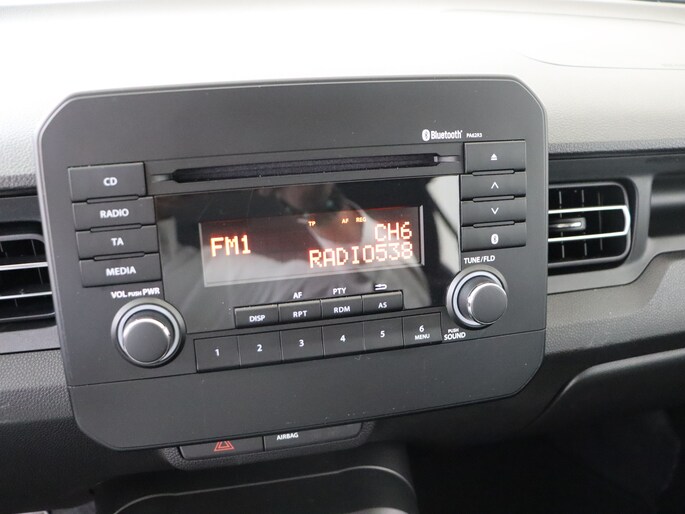 Bluetooth® PA82R3
CD
RADIO
TA
MEDIA
TP AF REG
FM1 CH6
RADIO538
VOL PUSH PWR
TUNE/FLD
AF PTY
DISP RPT RDM AS
1 2 3 4 5 6 MENU
PUSH SOUND
AIRBAG